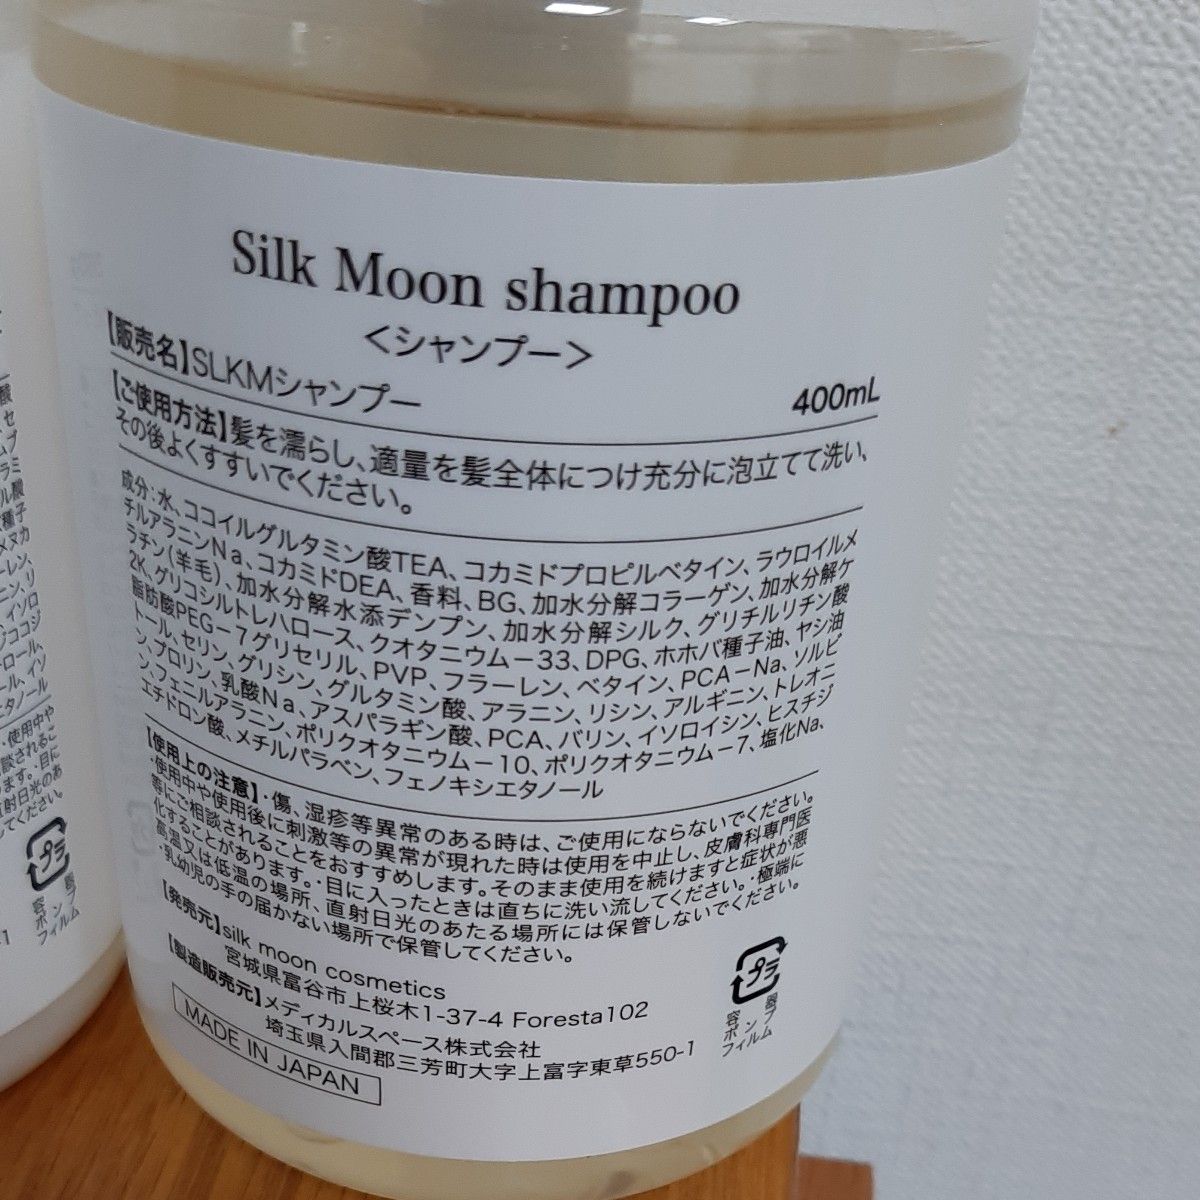 Silk Moon shampoo
＜シャンプー＞
【販売名】SLKMシャンプー
400mL
【ご使用方法】髪を濡らし、適量を髪全体につけ充分に泡立てて洗い、
その後よくすすいでください。
成分:水、ココイルグルタミン酸TEA、コカミドプロピルベタイン、ラウロイルメ
チルアラニンNa、コカミドDEA、香料、BG、加水分解コラーゲン、加水分解ケ
ラチン(羊毛)、加水分解水添デンプン、加水分解シルク、グリチルリチン酸
2K、グリコシルトレハロース、クオタニウム－33、DPG、ホホバ種子油、ヤシ油
脂肪酸PEG－7グリセリル、PVP、フラーレン、ベタイン、PCA－Na、ソルビ
トール、セリン、グリシン、グルタミン酸、アラニン、リシン、アルギニン、トレオニ
ン、プロリン、乳酸Na、アスパラギン酸、PCA、バリン、イソロイシン、ヒスチジ
ン、フェニルアラニン、ポリクオタニウム－10、ポリクオタニウム－7、塩化Na、
エチドロン酸、メチルパラベン、フェノキシエタノール
【使用上の注意】・傷、湿疹等異常のある時は、ご使用にならないでください。
・使用中や使用後に刺激等の異常が現れた時は使用を中止し、皮膚科専門医
等にご相談されることをおすすめします。そのまま使用を続けますと症状が悪
化することがあります。・目に入ったときは直ちに洗い流してください。・極端に
高温又は低温の場所、直射日光のあたる場所には保管しないでください。
・乳幼児の手の届かない場所で保管してください。
【発売元】silk moon cosmetics
宮城県富谷市上桜木1-37-4 Foresta102
【製造販売元】メディカルスペース株式会社
埼玉県入間郡三芳町大字上富字東草550-1
MADE IN JAPAN
プラ
容器
ポンプ
フィルム
プラ
容器
ポンプ
フィルム